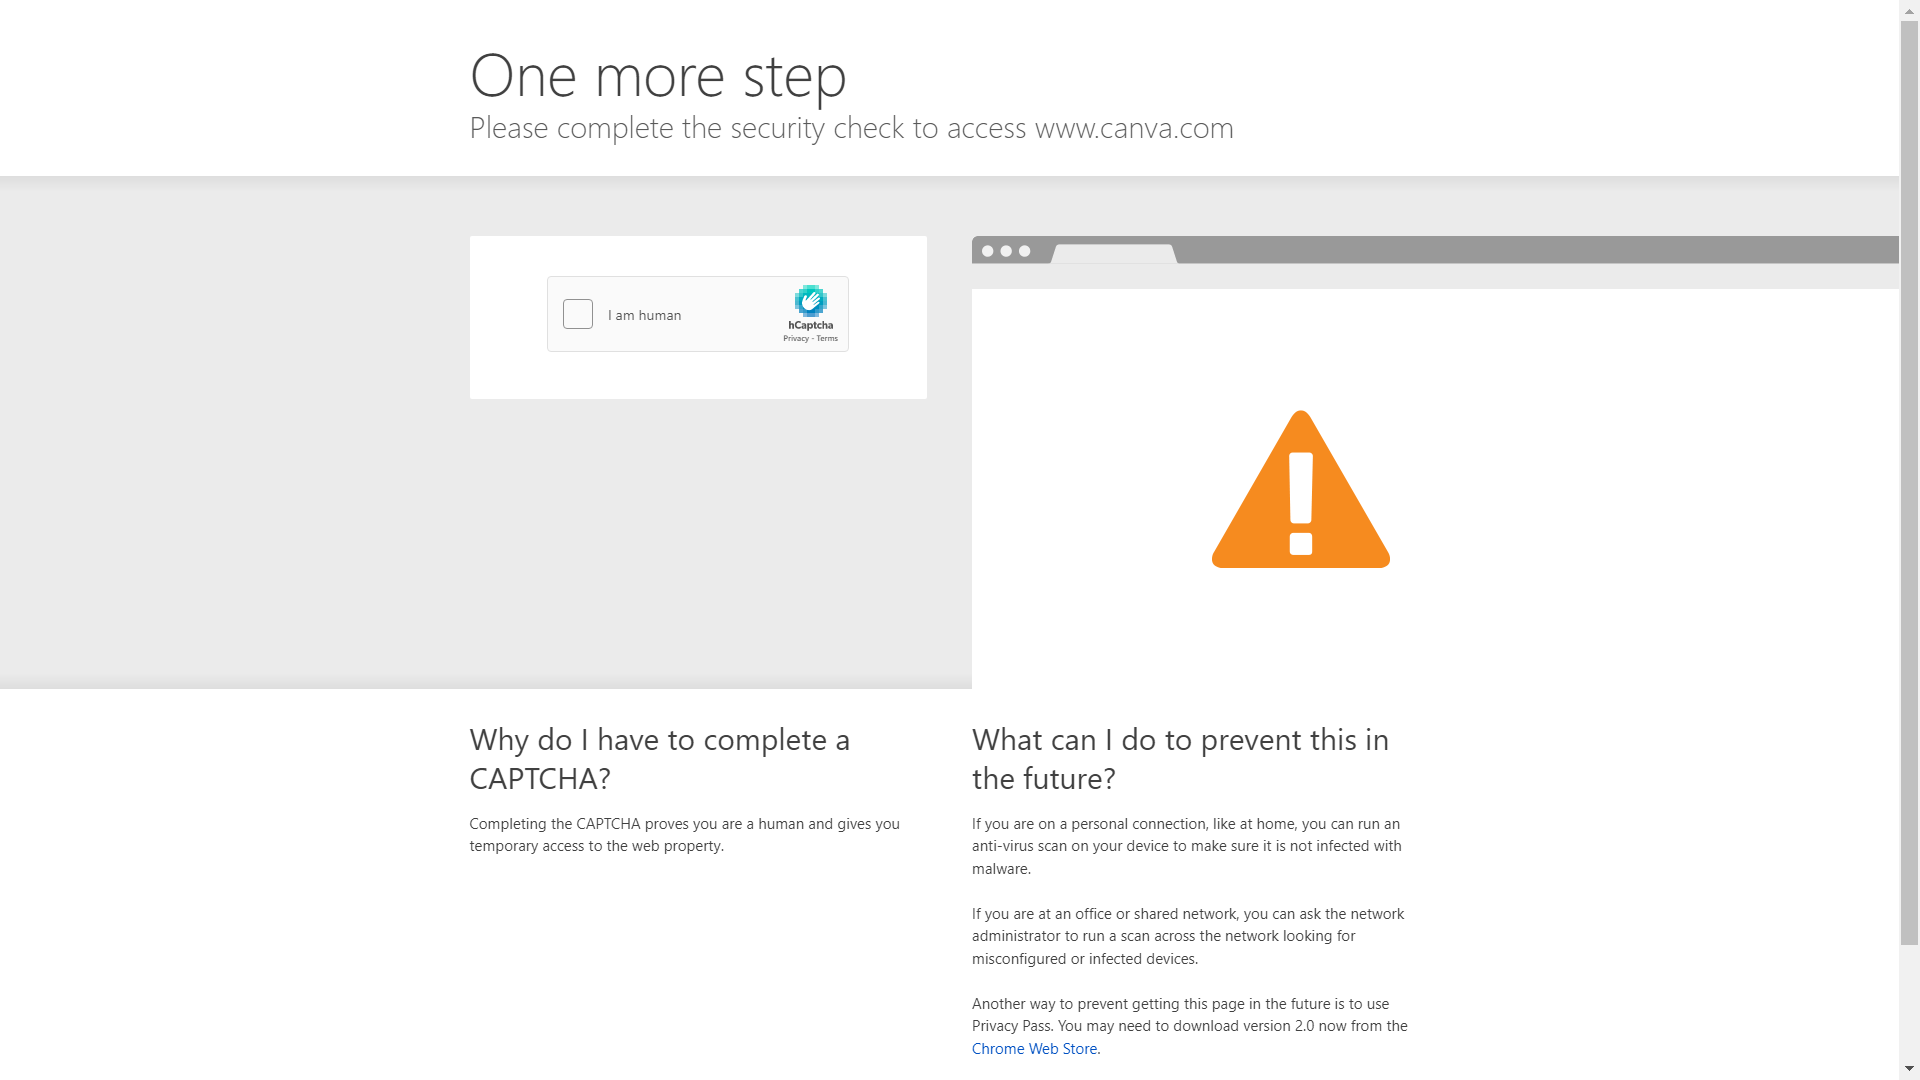 One more step
Please complete the security check to access www.canva.com
I am human
hCaptcha
Privacy - Terms
Why do I have to complete a
CAPTCHA?
Completing the CAPTCHA proves you are a human and gives you
temporary access to the web property.
What can I do to prevent this in
the future?
If you are on a personal connection, like at home, you can run an
anti-virus scan on your device to make sure it is not infected with
malware.
If you are at an office or shared network, you can ask the network
administrator to run a scan across the network looking for
misconfigured or infected devices.
Another way to prevent getting this page in the future is to use
Privacy Pass. You may need to download version 2.0 now from the
Chrome Web Store.